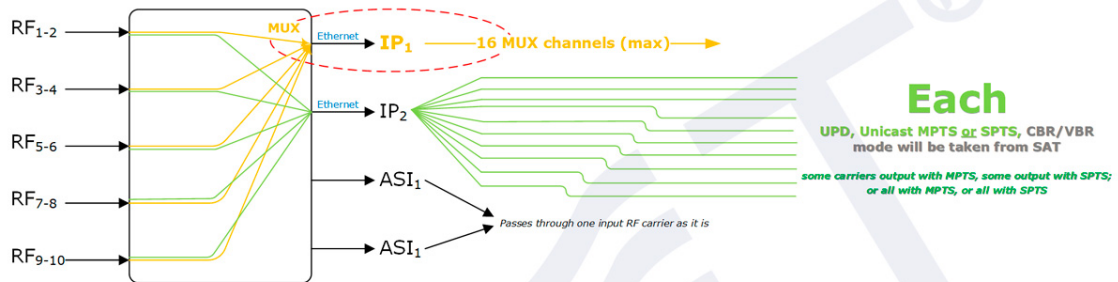 RF1-2
RF3-4
RF5-6
RF7-8
RF9-10
MUX
Ethernet
IP1
16 MUX channels (max)
Ethernet
IP2
ASI1
ASI1
Passes through one input RF carrier as it is
Each
UPD, Unicast MPTS or SPTS, CBR/VBR
mode will be taken from SAT
some carriers output with MPTS, some output with SPTS;
or all with MPTS, or all with SPTS